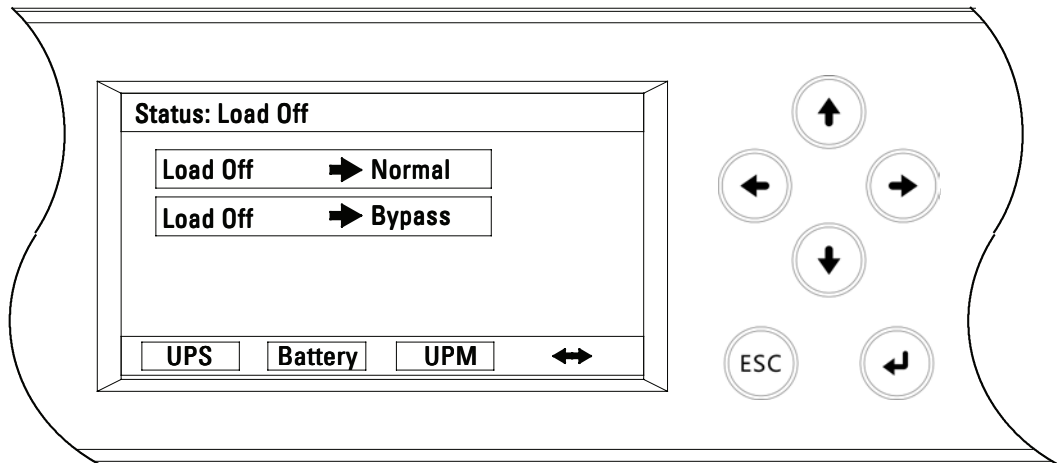 Status: Load Off
Load Off ➔ Normal
Load Off ➔ Bypass
UPS Battery UPM
ESC